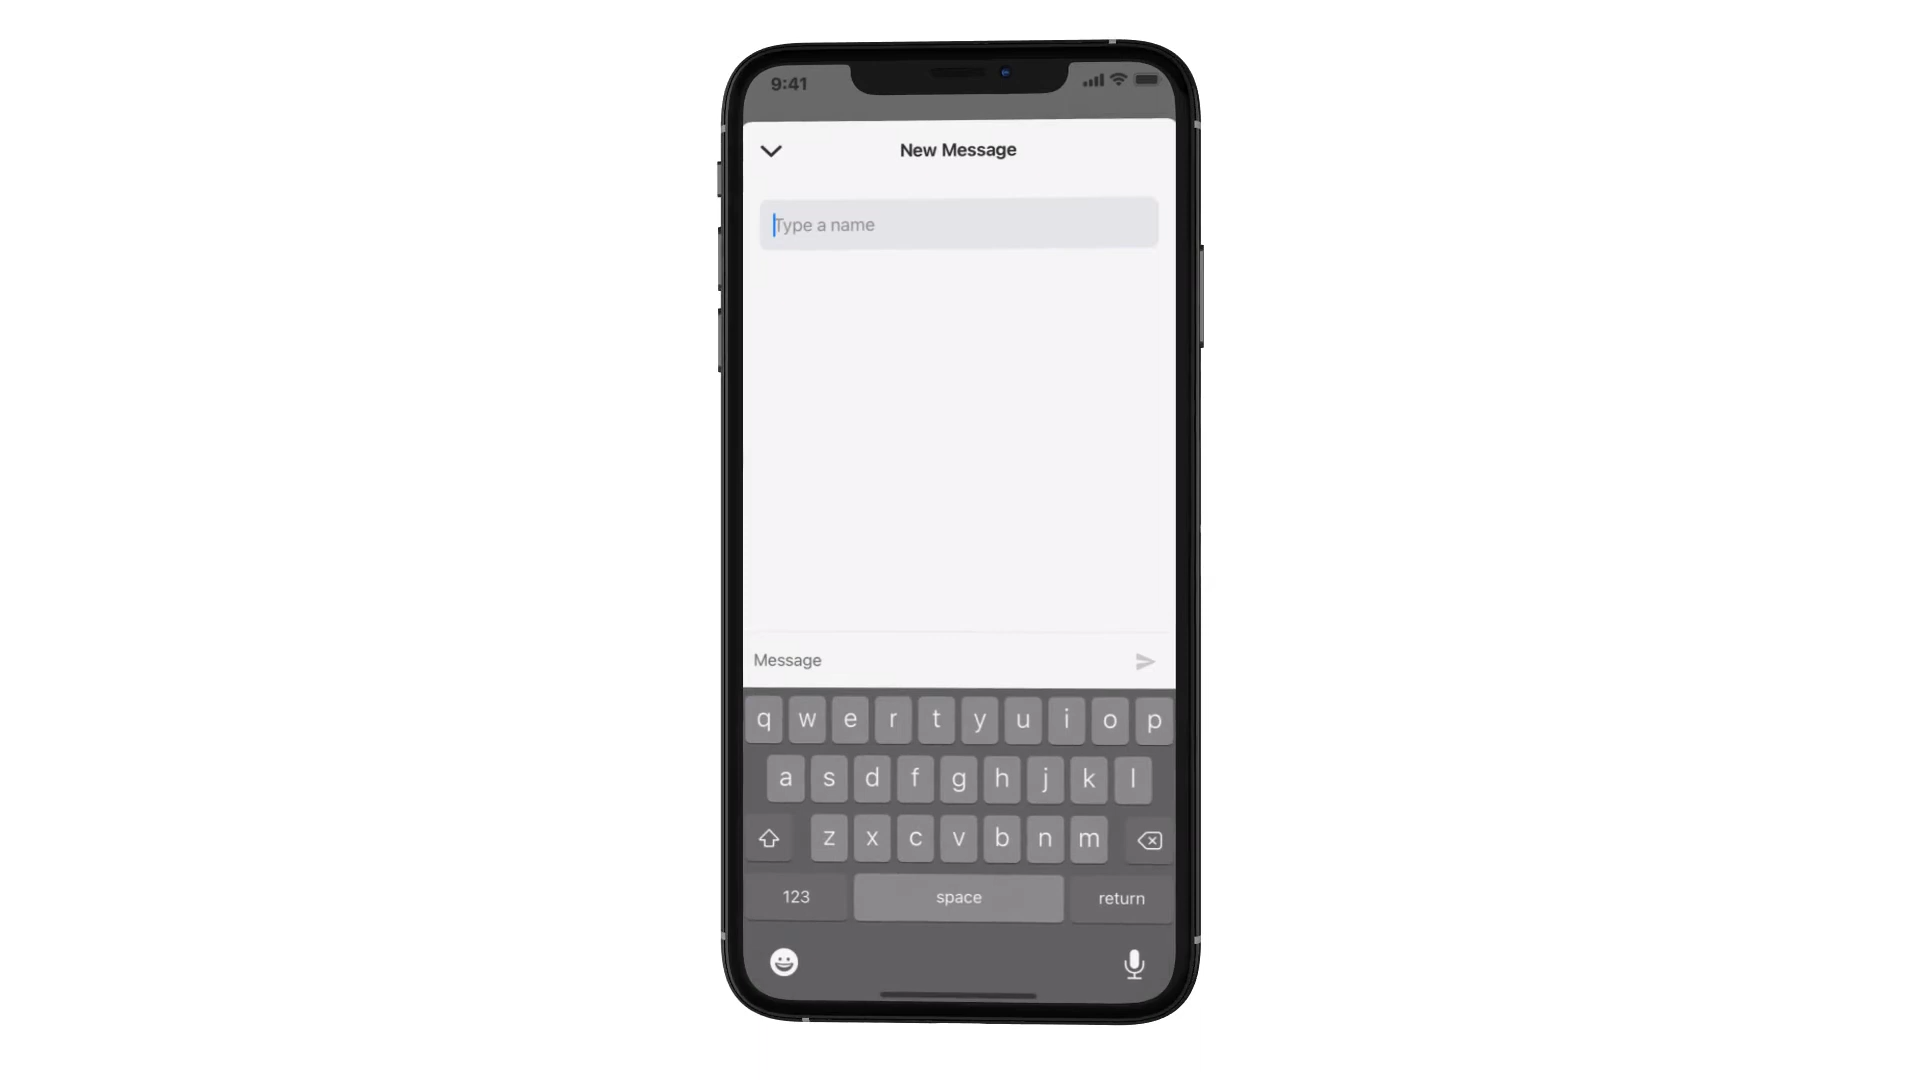 9:41
New Message
Type a name
Message
q w e r t y u i o p
a s d f g h j k l
z x c v b n m
123 space return